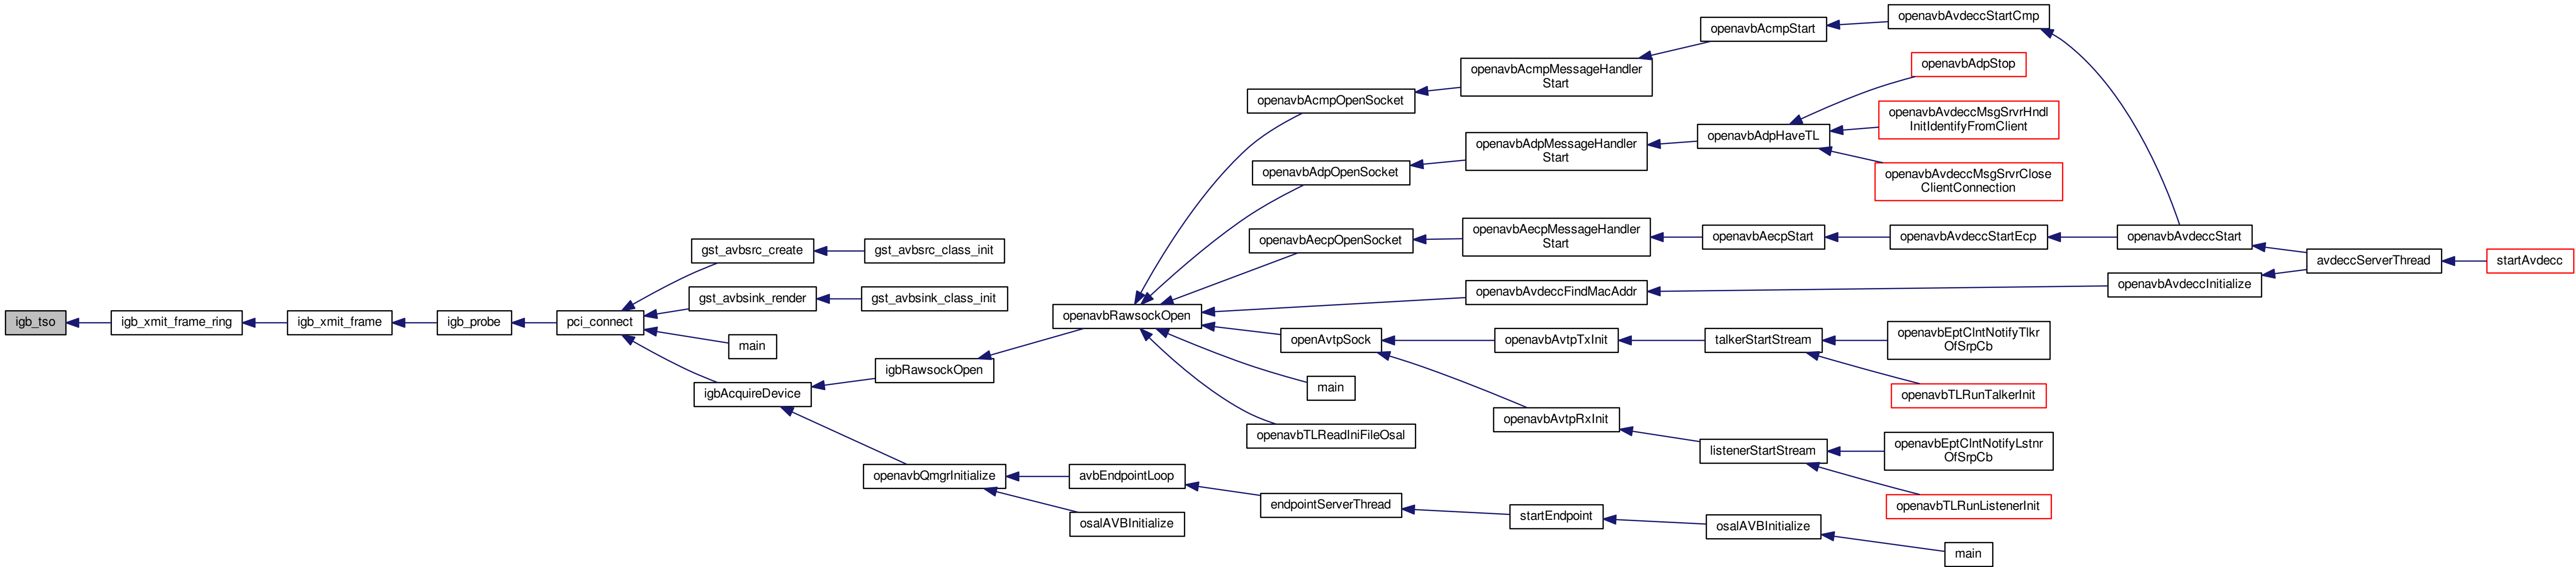 igb_tso
igb_xmit_frame_ring
igb_xmit_frame
igb_probe
pci_connect
gst_avbsrc_create
gst_avbsrc_class_init
gst_avbsink_render
gst_avbsink_class_init
main
igbAcquireDevice
igbRawsockOpen
openavbQmgrInitialize
avbEndpointLoop
osalAVBInitialize
openavbRawsockOpen
openavbAcmpOpenSocket
openavbAcmpMessageHandler
Start
openavbAcmpStart
openavbAvdeccStartCmp
openavbAdpOpenSocket
openavbAdpMessageHandler
Start
openavbAdpHaveTL
openavbAdpStop
openavbAvdeccMsgSrvrHndl
InitIdentifyFromClient
openavbAvdeccMsgSrvrClose
ClientConnection
openavbAecpOpenSocket
openavbAecpMessageHandler
Start
openavbAecpStart
openavbAvdeccStartEcp
openavbAvdeccStart
avdeccServerThread
startAvdecc
openavbAvdeccFindMacAddr
openavbAvdeccInitialize
openAvtpSock
openavbAvtpTxInit
talkerStartStream
openavbEptClntNotifyTlkr
OfSrpCb
openavbTLRunTalkerInit
main
openavbTLReadIniFileOsal
openavbAvtpRxInit
listenerStartStream
openavbEptClntNotifyLstnr
OfSrpCb
openavbTLRunListenerInit
endpointServerThread
startEndpoint
osalAVBInitialize
main